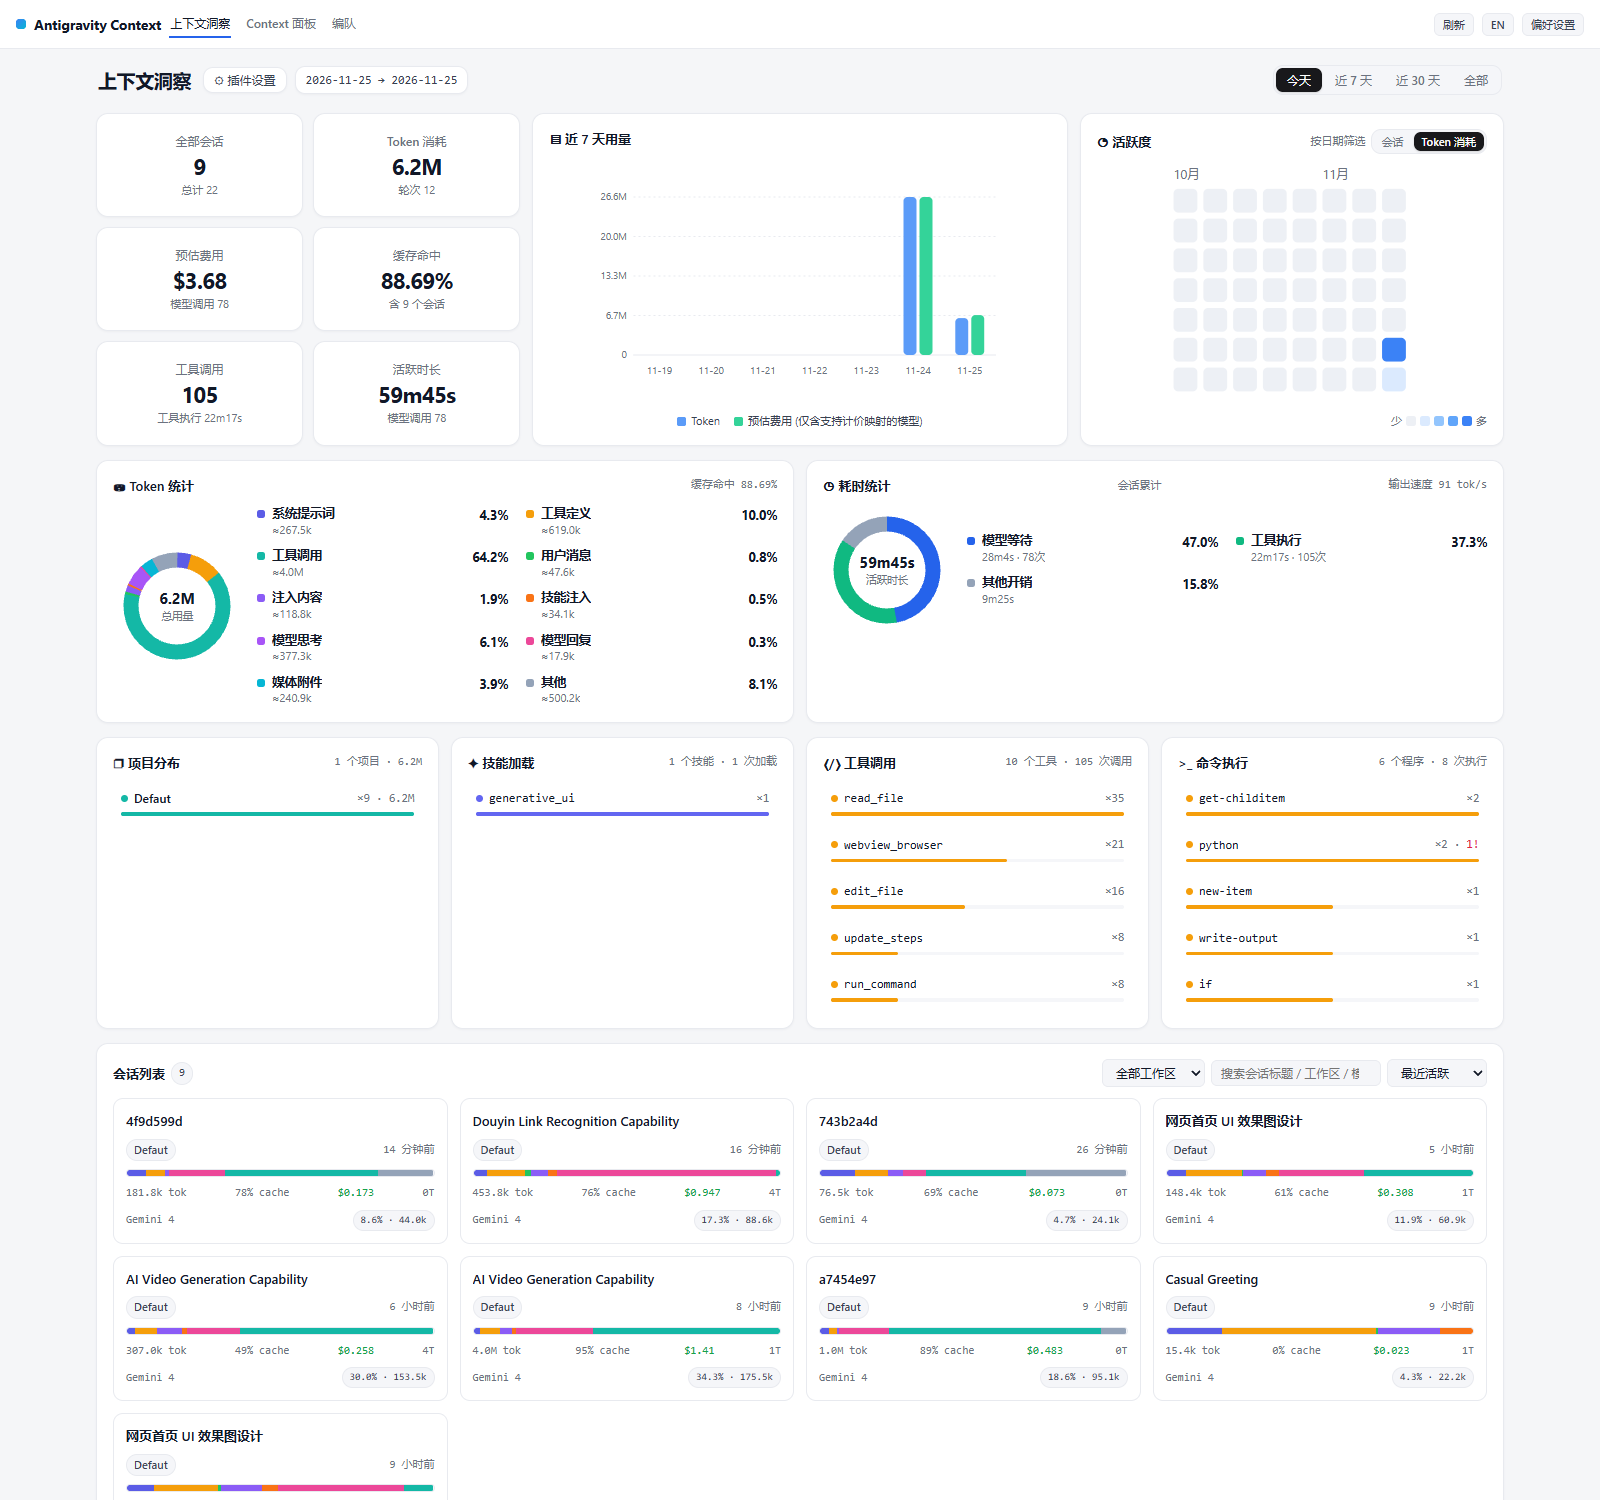 Antigravity Context 上下文洞察 Context 面板 编队 刷新 EN 偏好设置
上下文洞察 插件设置 2026-11-25 → 2026-11-25 今天 近 7 天 近 30 天 全部
全部会话
9
总计 22
Token 消耗
6.2M
轮次 12
预估费用
$3.68
模型调用 78
缓存命中
88.69%
含 9 个会话
工具调用
105
工具执行 22m17s
活跃时长
59m45s
模型调用 78
近 7 天用量
26.6M
20.0M
13.3M
6.7M
0
11-19 11-20 11-21 11-22 11-23 11-24 11-25
Token 预估费用 (仅含支持计价映射的模型)
活跃度 按日期筛选 会话 Token 消耗
10月 11月
少 多
Token 统计 缓存命中 88.69%
6.2M
总用量
系统提示词 4.3%
≈267.5k
工具定义 10.0%
≈619.0k
工具调用 64.2%
≈4.0M
用户消息 0.8%
≈47.6k
注入内容 1.9%
≈118.8k
技能注入 0.5%
≈34.1k
模型思考 6.1%
≈377.3k
模型回复 0.3%
≈17.9k
媒体附件 3.9%
≈240.9k
其他 8.1%
≈500.2k
耗时统计 会话累计 输出速度 91 tok/s
59m45s
活跃时长
模型等待 47.0%
28m4s · 78次
工具执行 37.3%
22m17s · 105次
其他开销 15.8%
9m25s
项目分布 1 个项目 · 6.2M
Defaut ×9 · 6.2M
技能加载 1 个技能 · 1 次加载
generative_ui ×1
工具调用 10 个工具 · 105 次调用
read_file ×35
webview_browser ×21
edit_file ×16
update_steps ×8
run_command ×8
>_ 命令执行 6 个程序 · 8 次执行
get-childitem ×2
python ×2 · 1!
new-item ×1
write-output ×1
if ×1
会话列表 9 全部工作区 搜索会话标题 / 工作区 / 最近活跃
4f9d599d
Defaut 14 分钟前
181.8k tok 78% cache $0.173 0T
Gemini 4 8.6% · 44.0k
Douyin Link Recognition Capability
Defaut 16 分钟前
453.8k tok 76% cache $0.947 4T
Gemini 4 17.3% · 88.6k
743b2a4d
Defaut 26 分钟前
76.5k tok 69% cache $0.073 0T
Gemini 4 4.7% · 24.1k
网页首页 UI 效果图设计
Defaut 5 小时前
148.4k tok 61% cache $0.308 1T
Gemini 4 11.9% · 60.9k
AI Video Generation Capability
Defaut 6 小时前
307.0k tok 49% cache $0.258 4T
Gemini 4 30.0% · 153.5k
AI Video Generation Capability
Defaut 8 小时前
4.0M tok 95% cache $1.41 1T
Gemini 4 34.3% · 175.5k
a7454e97
Defaut 9 小时前
1.0M tok 89% cache $0.483 0T
Gemini 4 18.6% · 95.1k
Casual Greeting
Defaut 9 小时前
15.4k tok 0% cache $0.023 1T
Gemini 4 4.3% · 22.2k
网页首页 UI 效果图设计
Defaut 9 小时前